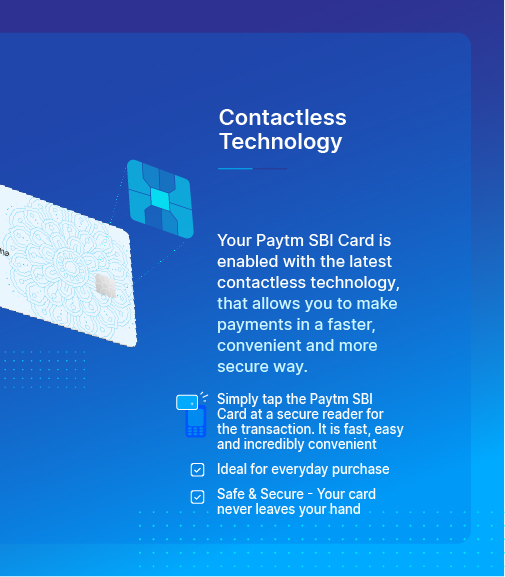 Contactless
Technology
Your Paytm SBI Card is
enabled with the latest
contactless technology,
that allows you to make
payments in a faster,
convenient and more
secure way.
Simply tap the Paytm SBI
Card at a secure reader for
the transaction. It is fast, easy
and incredibly convenient
Ideal for everyday purchase
Safe & Secure - Your card
never leaves your hand